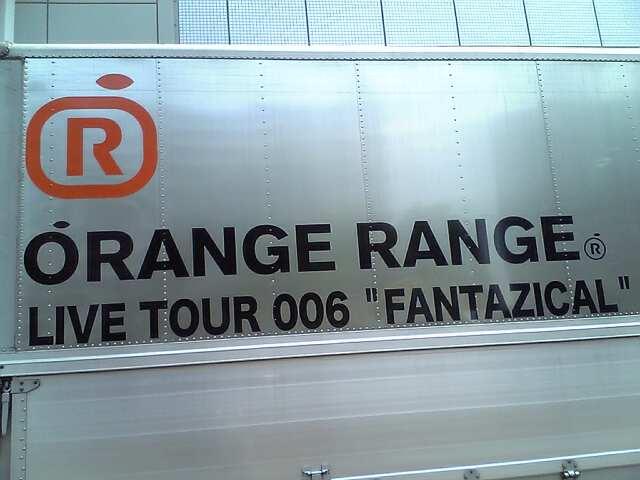 R
ORANGE RANGE ®
LIVE TOUR 006 "FANTAZICAL"